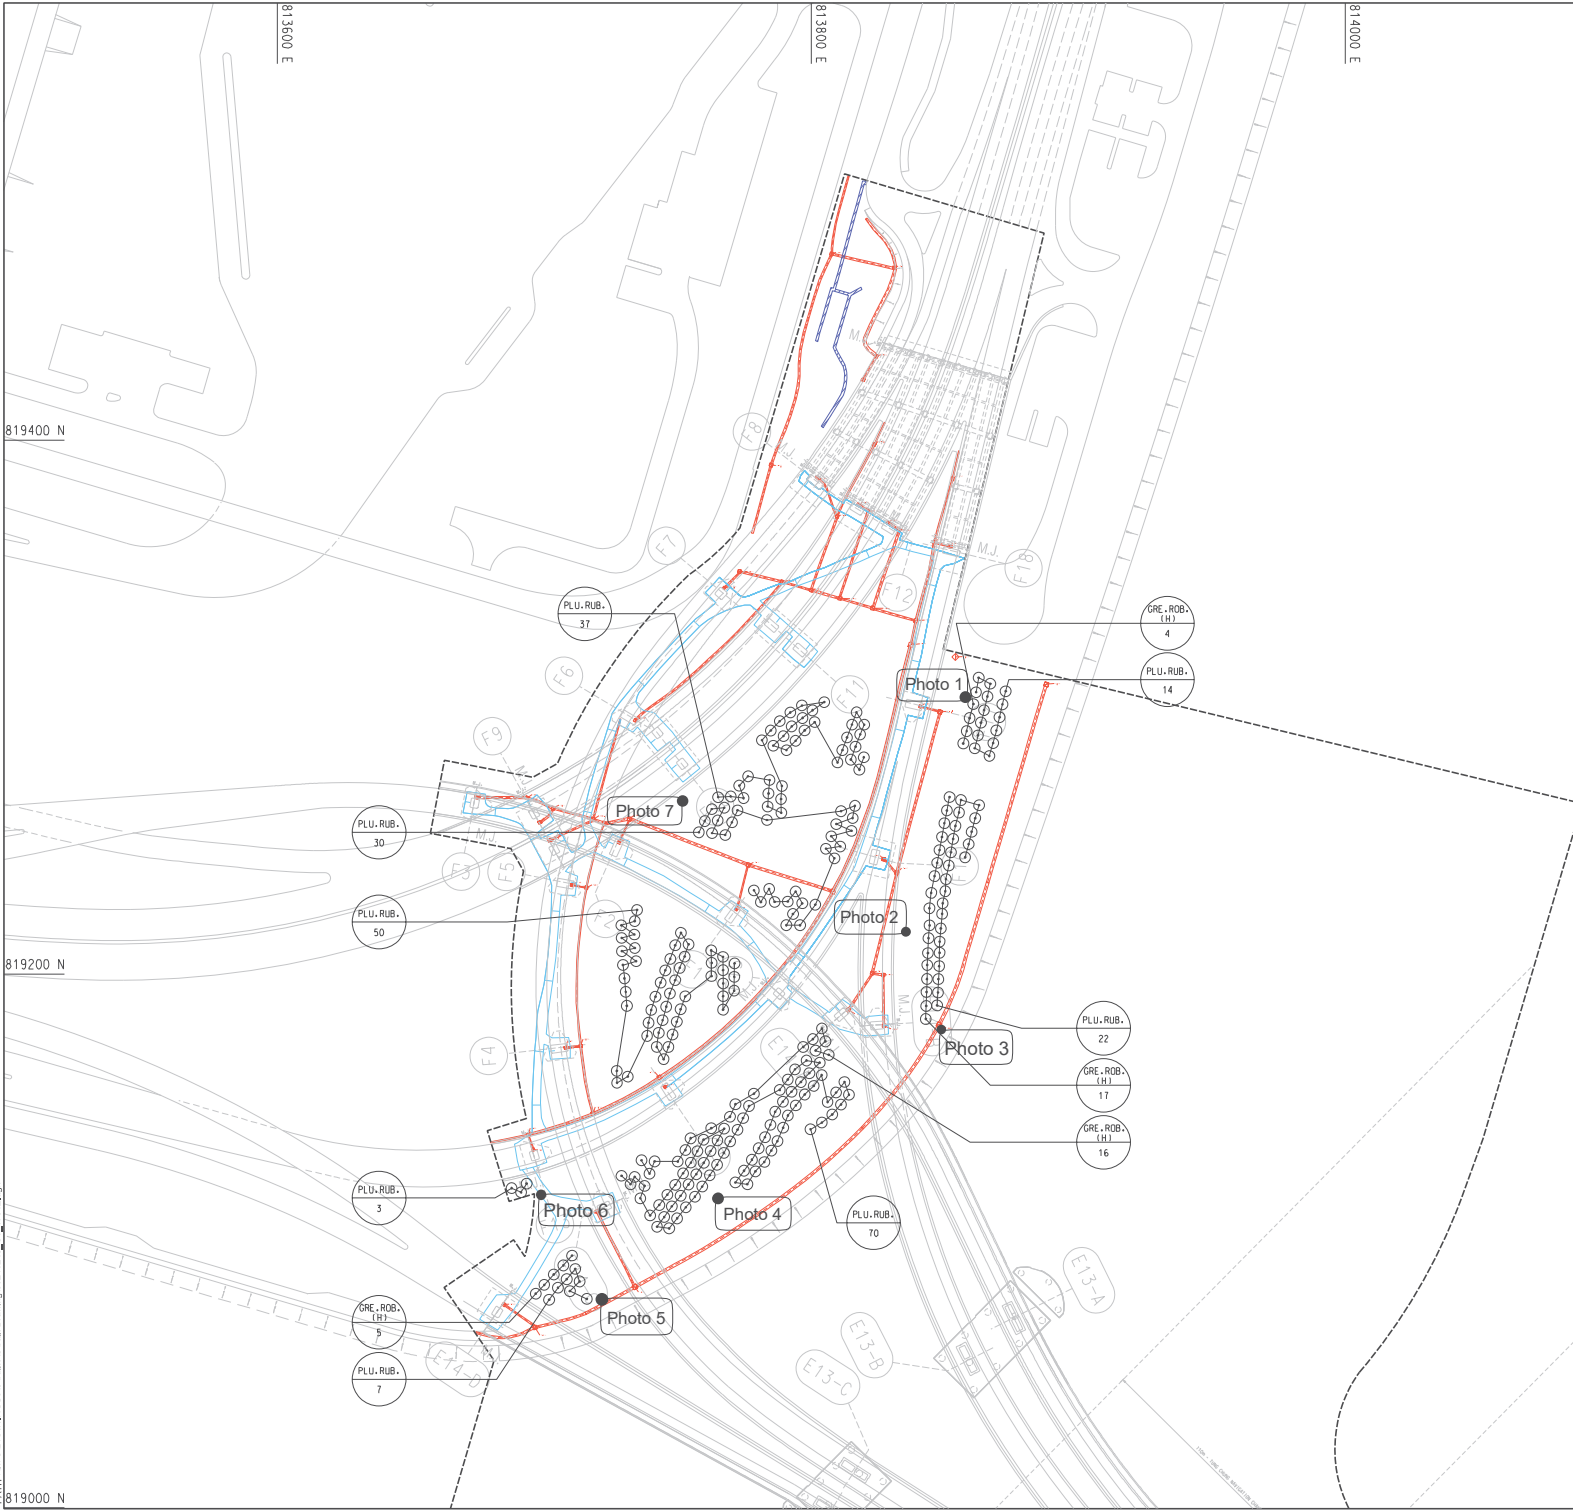 813600 E
813800 E
814000 E
819400 N
819200 N
819000 N
M.J.
F8
M.J.
F7
M.J.
F18
F12
PLU.RUB.
37
GRE.ROB.
(H)
4
PLU.RUB.
14
F6
F11
Photo 1
F9
M.J.
Photo 7
PLU.RUB.
30
M.J.
F3
F5
Photo 2
PLU.RUB.
50
F2
M.J.
M.J.
PLU.RUB.
22
Photo 3
F4
E14
GRE.ROB.
(H)
17
GRE.ROB.
(H)
16
PLU.RUB.
3
Photo 6
Photo 4
PLU.RUB.
70
E13-A
GRE.ROB.
(H)
5
Photo 5
E13-B
E14-D
E13-C
PLU.RUB.
7